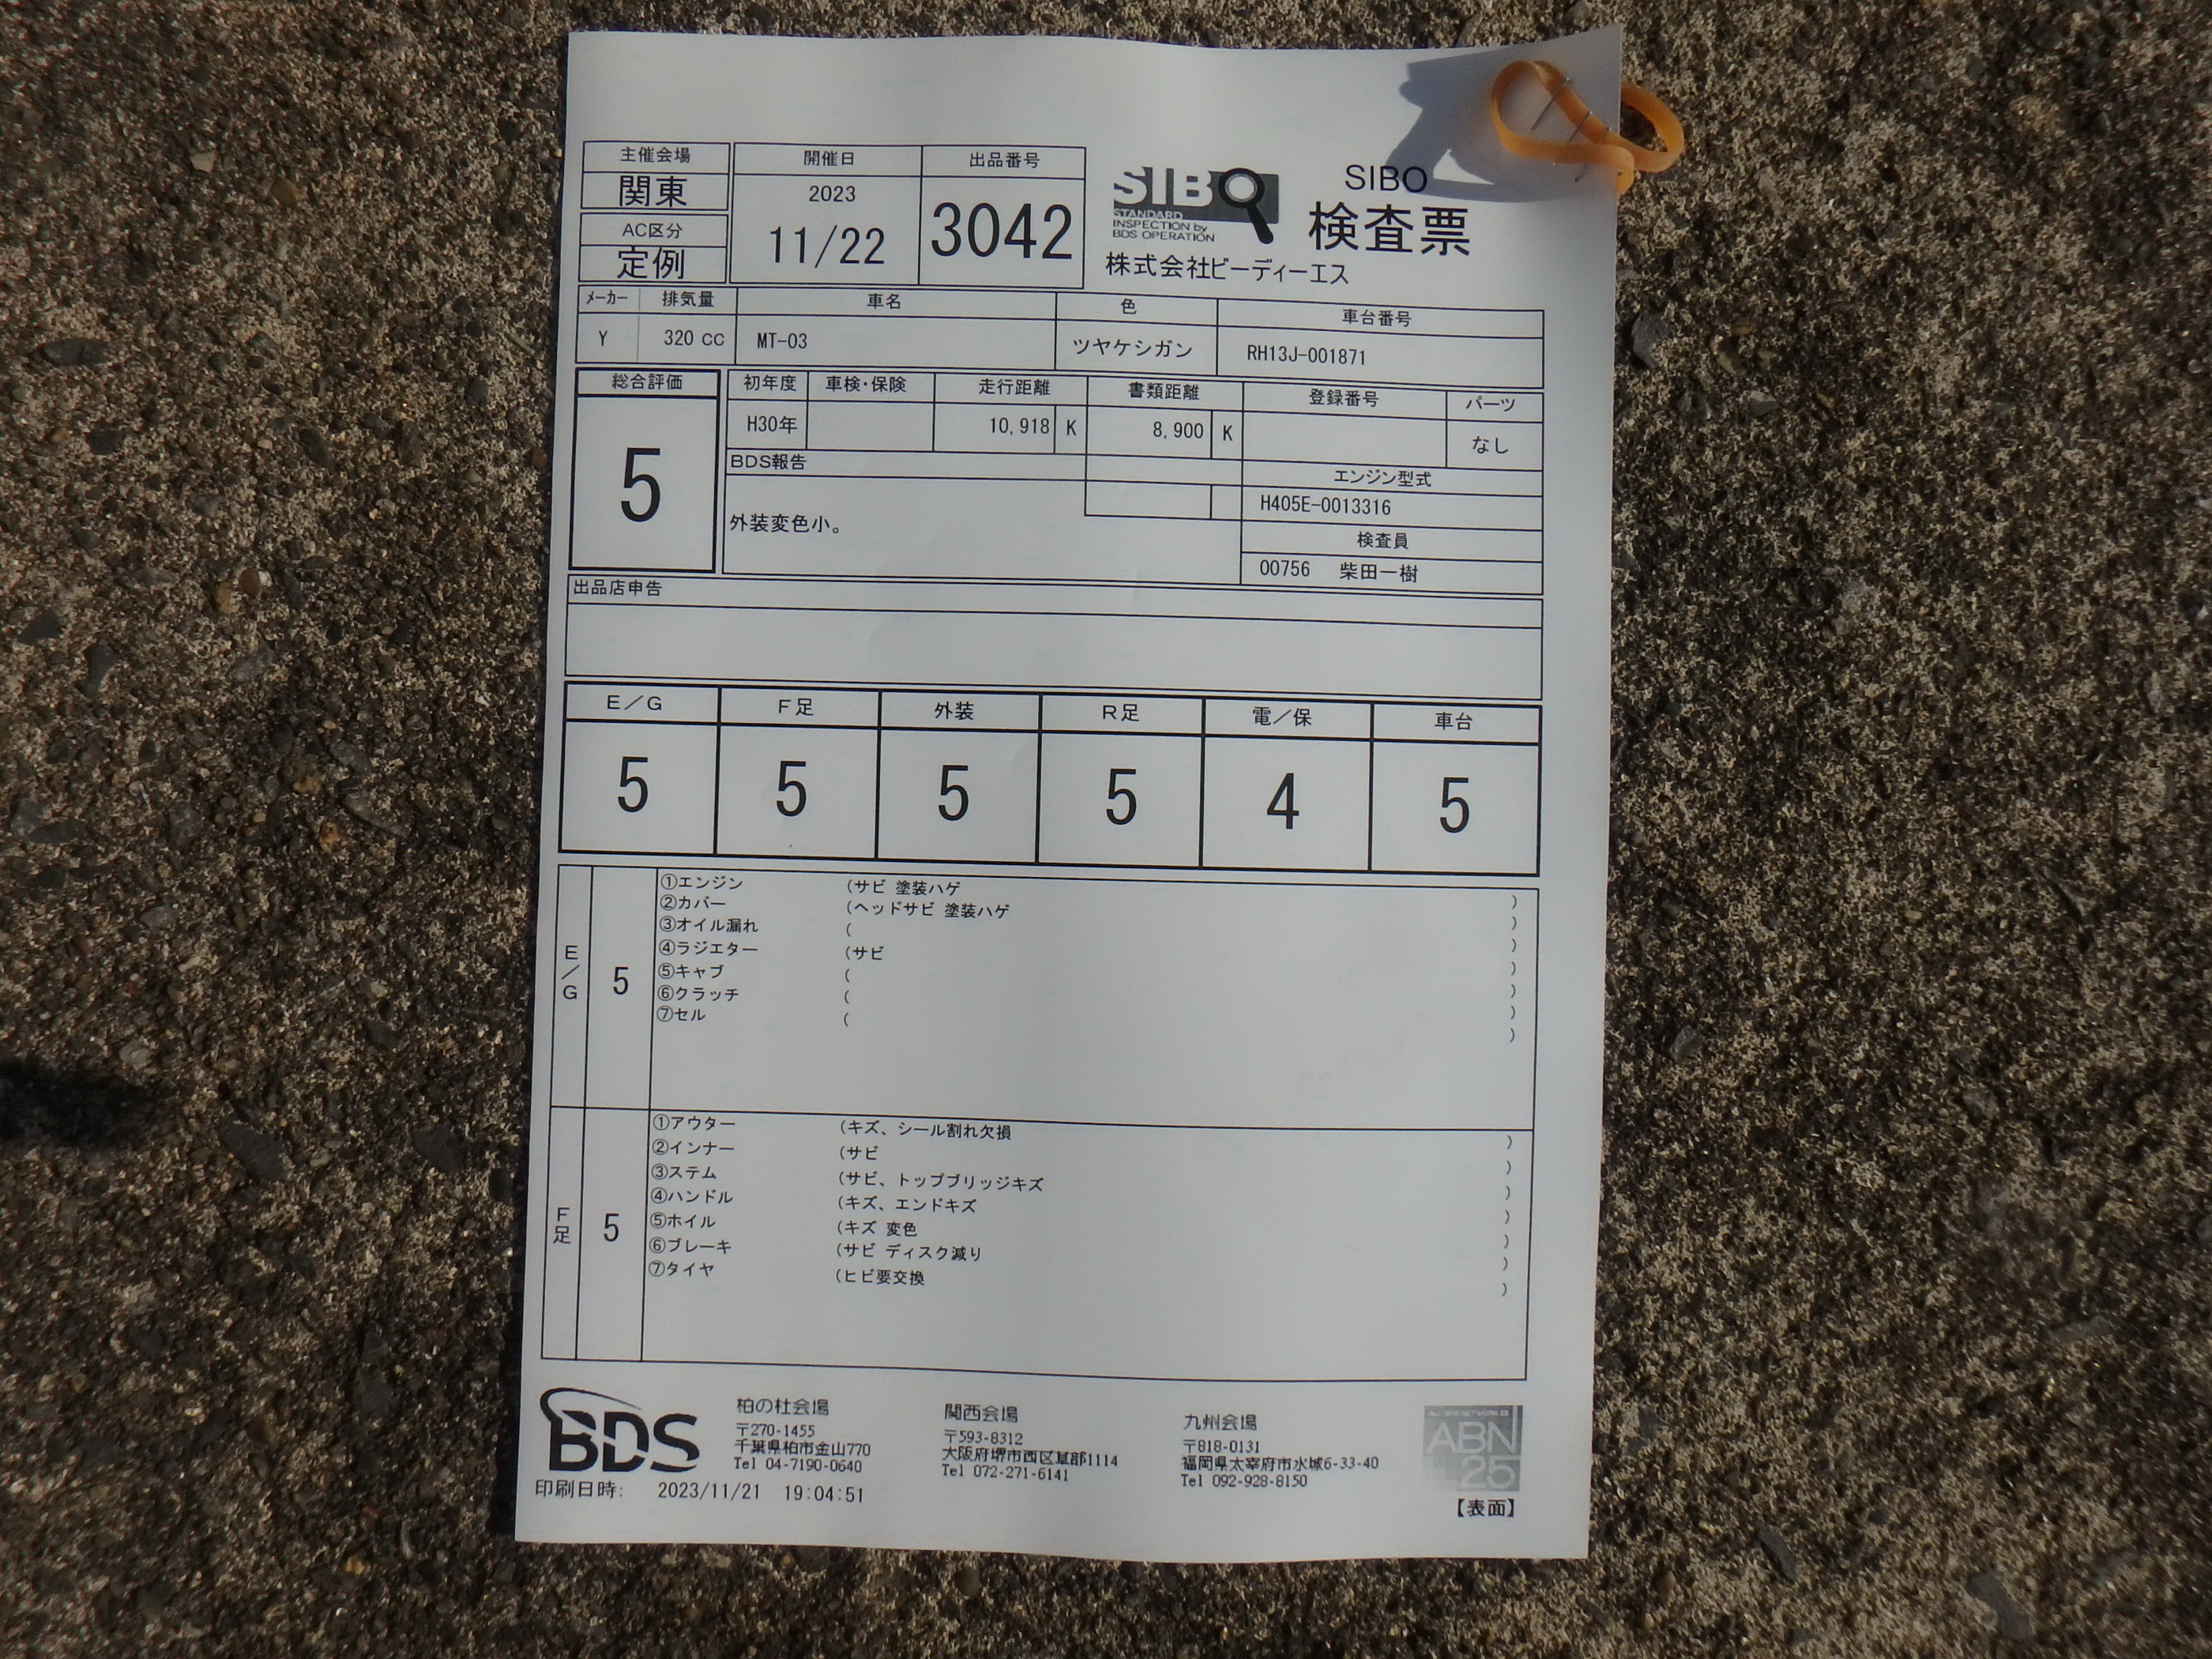 主催会場 開催日 出品番号
関東 2023 11/22 3042
AC区分
定例
SIBO
STANDARD
INSPECTION by
BDS OPERATION
SIBO
検査票
株式会社ビーディーエス
メーカー 排気量 車名 色 車台番号
Y 320 CC MT-03 ツヤケシガン RH13J-001871
総合評価 初年度 車検・保険 走行距離 書類距離 登録番号 パーツ
5 H30年 10,918 K 8,900 K なし
BDS報告 エンジン型式
外装変色小。 H405E-0013316
検査員
00756 柴田一樹
出品店申告
E/G F足 外装 R足 電/保 車台
5 5 5 5 4 5
E/G 5
①エンジン (サビ 塗装ハゲ )
②カバー (ヘッドサビ 塗装ハゲ )
③オイル漏れ ( )
④ラジエター (サビ )
⑤キャブ ( )
⑥クラッチ ( )
⑦セル ( )
F足 5
①アウター (キズ、シール割れ欠損 )
②インナー (サビ )
③ステム (サビ、トップブリッジキズ )
④ハンドル (キズ、エンドキズ )
⑤ホイル (キズ 変色 )
⑥ブレーキ (サビ ディスク減り )
⑦タイヤ (ヒビ要交換 )
BDS
柏の杜会場
〒270-1455
千葉県柏市金山770
Tel 04-7190-0640
関西会場
〒593-8312
大阪府堺市西区草部1114
Tel 072-271-6141
九州会場
〒818-0131
福岡県太宰府市水城6-33-40
Tel 092-928-8150
ABN
25
印刷日時: 2023/11/21 19:04:51
【表面】